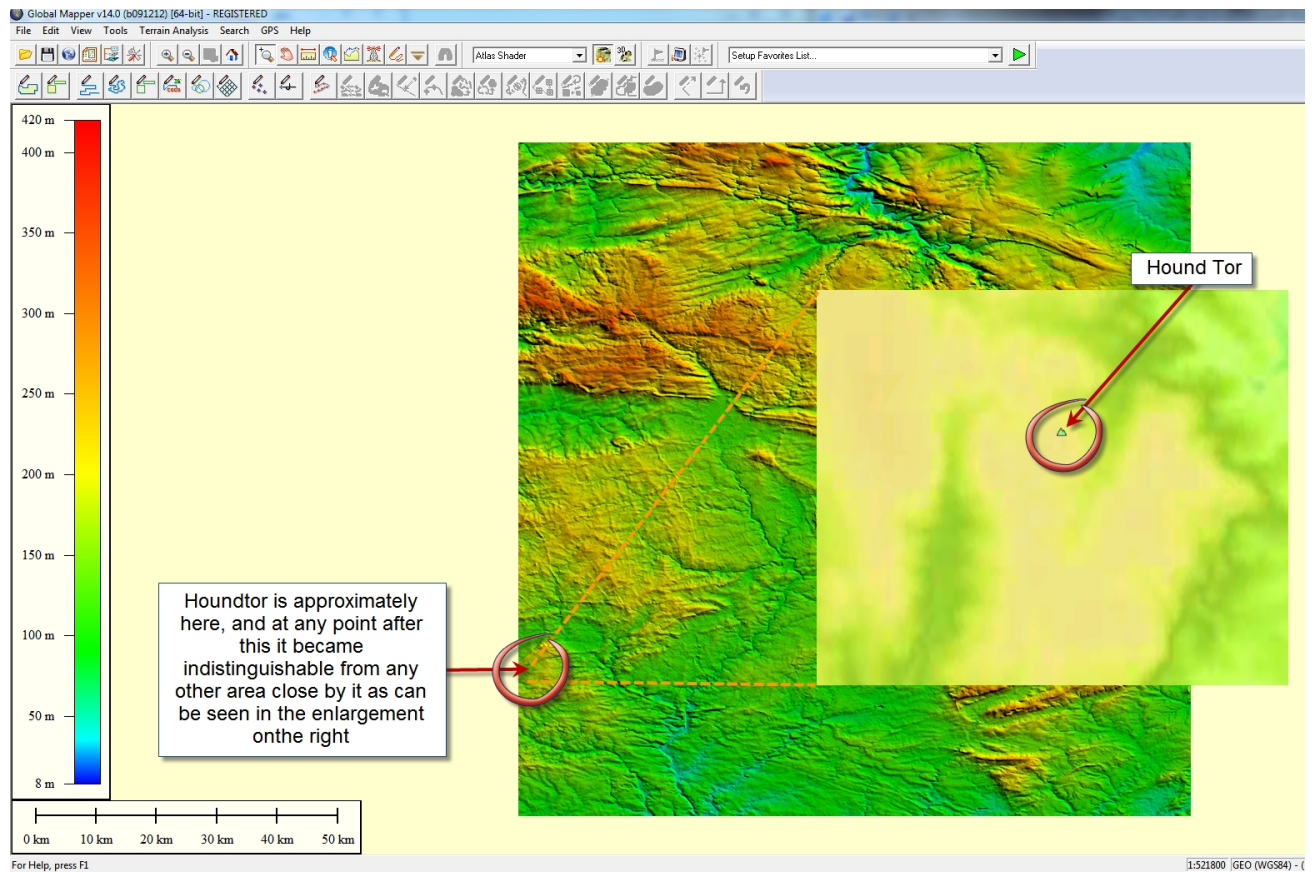 Global Mapper v14.0 (b091212) [64-bit] - REGISTERED
File Edit View Tools Terrain Analysis Search GPS Help
Atlas Shader
Setup Favorites List...
420 m
400 m
350 m
300 m
250 m
200 m
150 m
100 m
50 m
8 m
Hound Tor
Houndtor is approximately
here, and at any point after
this it became
indistinguishable from any
other area close by it as can
be seen in the enlargement
onthe right
0 km 10 km 20 km 30 km 40 km 50 km
For Help, press F1
1:521800 GEO (WGS84) - (